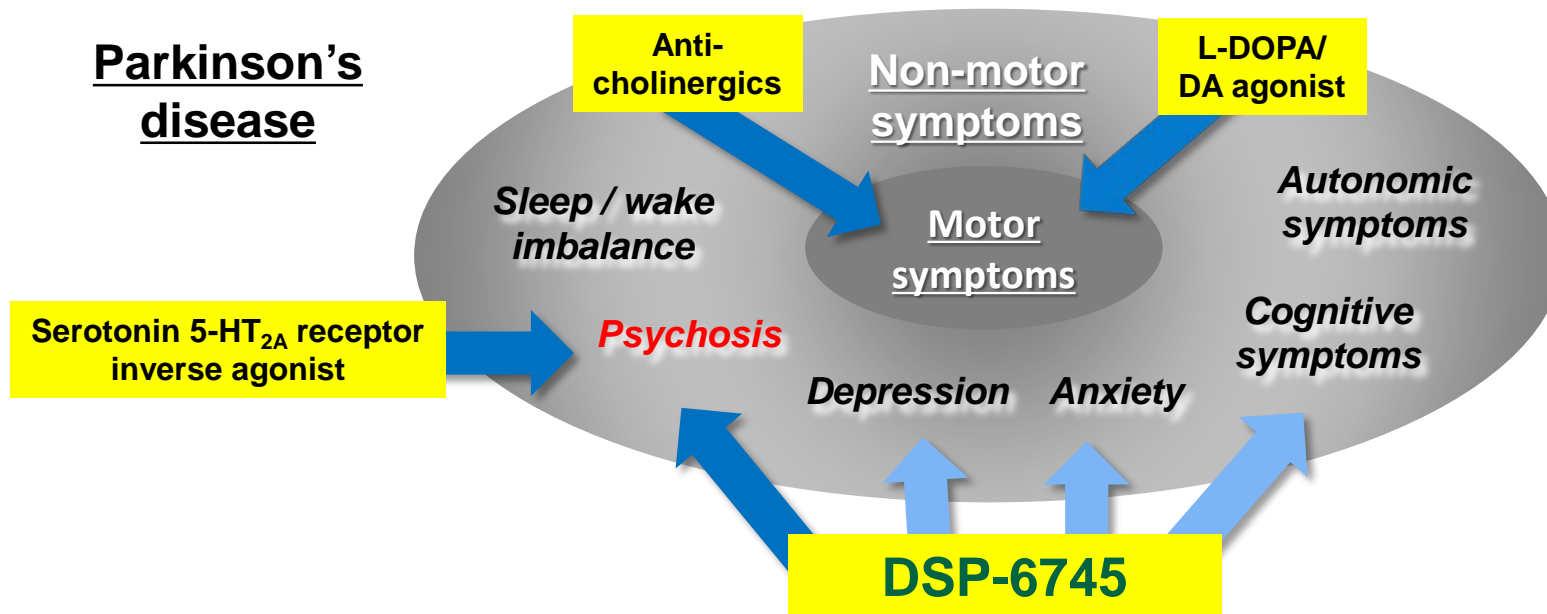 Parkinson’s
disease
Anti-
cholinergics
Non-motor
symptoms
L-DOPA/
DA agonist
Sleep / wake
imbalance
Motor
symptoms
Autonomic
symptoms
Serotonin 5-HT2A receptor
inverse agonist
Psychosis
Cognitive
symptoms
Depression
Anxiety
DSP-6745